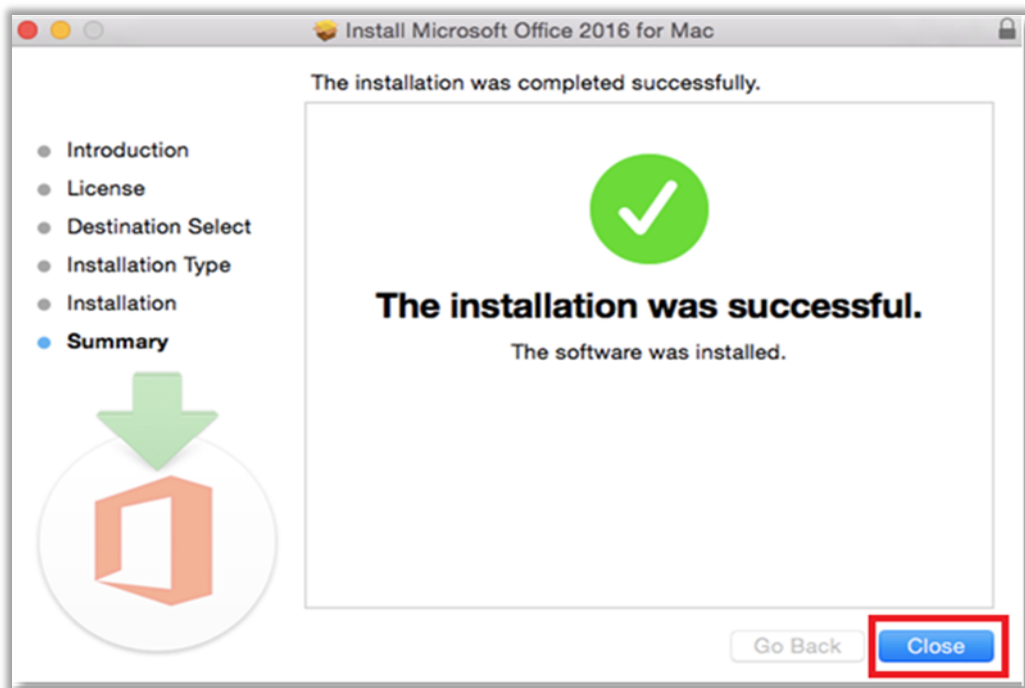 Install Microsoft Office 2016 for Mac
The installation was completed successfully.
Introduction
License
Destination Select
Installation Type
Installation
Summary
The installation was successful.
The software was installed.
Go Back
Close